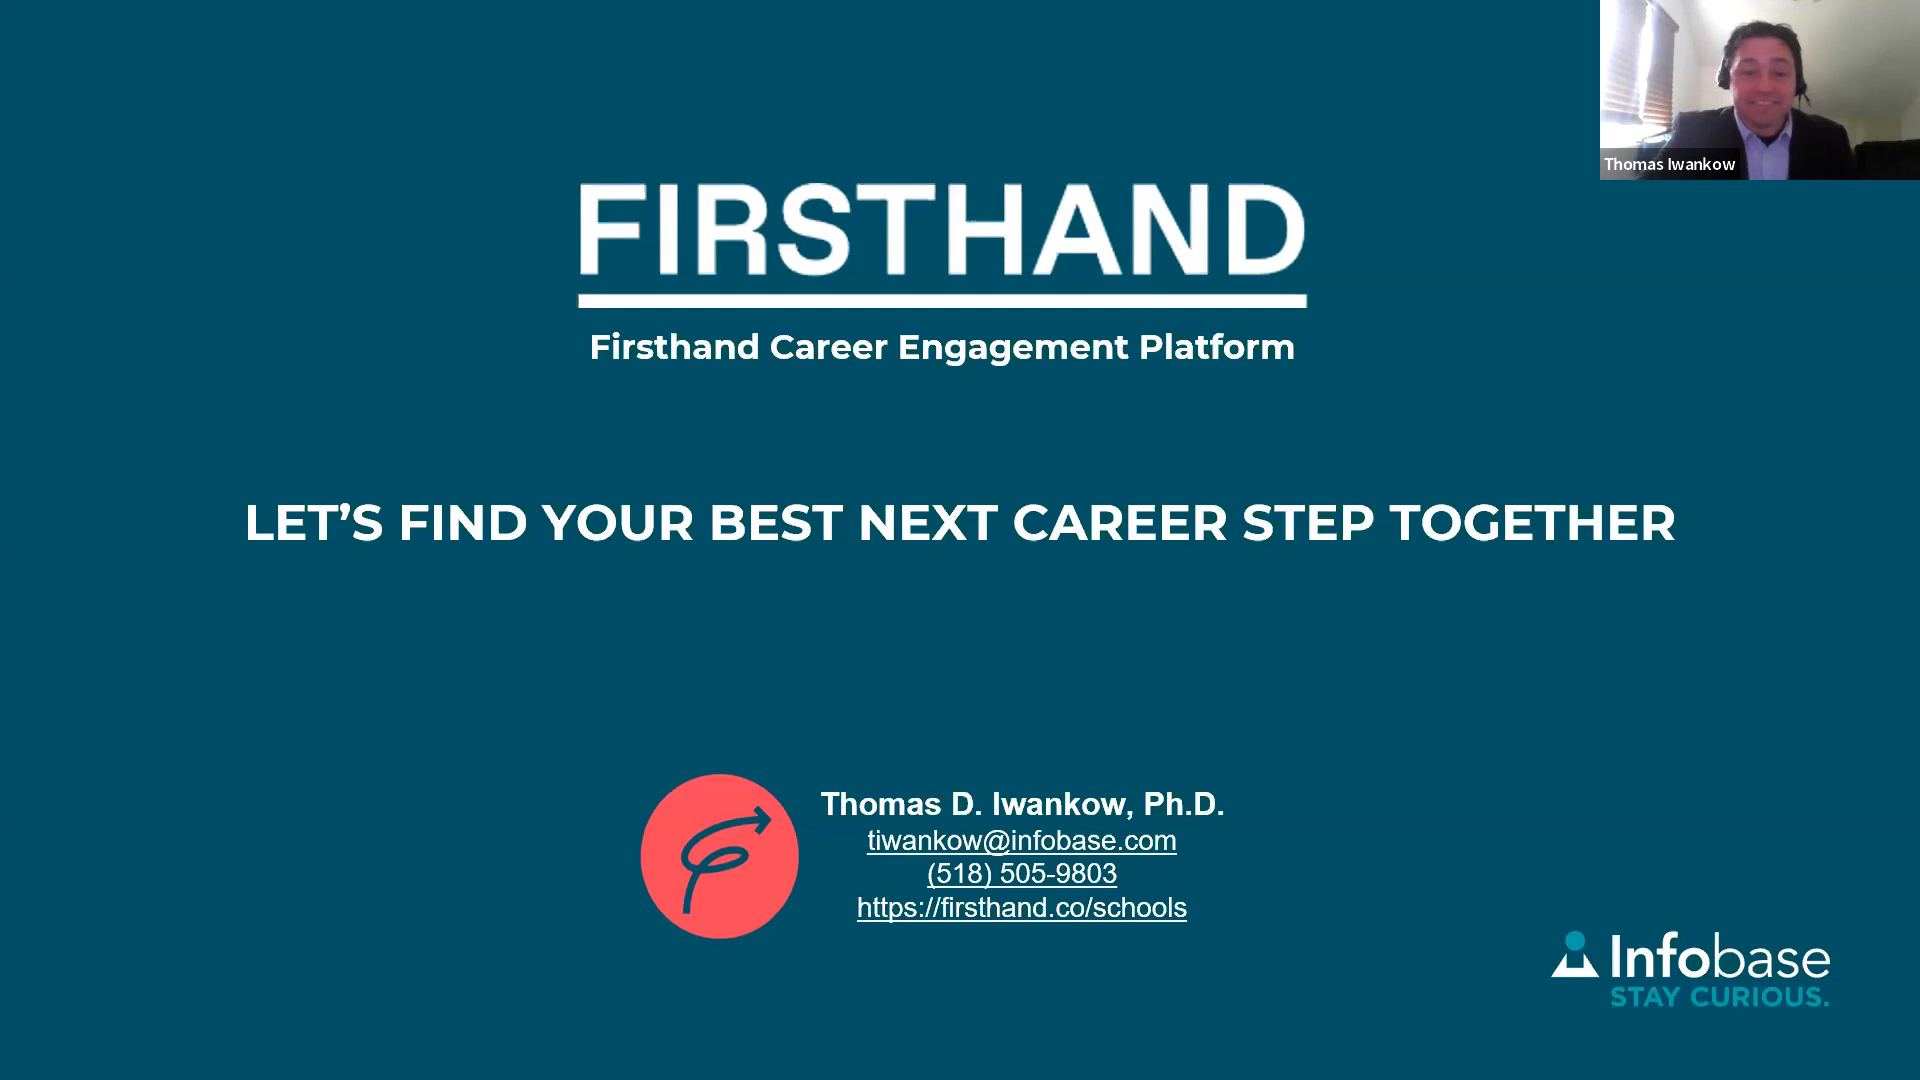 Thomas Iwankow
FIRSTHAND
Firsthand Career Engagement Platform
LET’S FIND YOUR BEST NEXT CAREER STEP TOGETHER
Thomas D. Iwankow, Ph.D.
tiwankow@infobase.com
(518) 505-9803
https://firsthand.co/schools
Infobase
STAY CURIOUS.